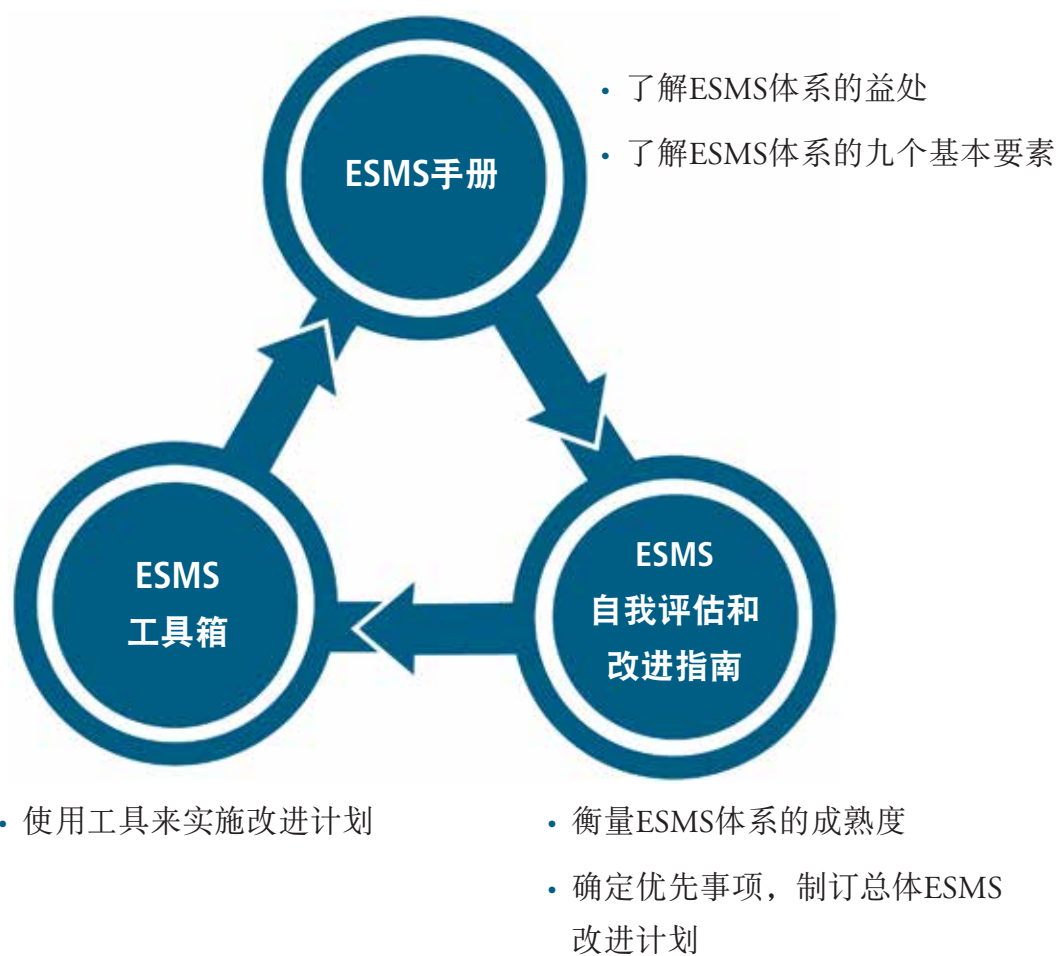 ESMS手册
• 了解ESMS体系的益处
• 了解ESMS体系的九个基本要素
ESMS
工具箱
ESMS
自我评估和
改进指南
• 使用工具来实施改进计划
• 衡量ESMS体系的成熟度
• 确定优先事项，制订总体ESMS
改进计划